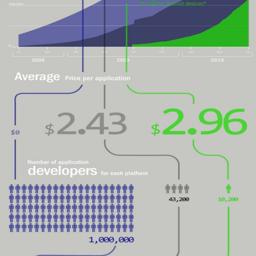 Average Price per application
$0
$2.43
$2.96
Number of application
developers for each platform
43,200
10,200
1,000,000